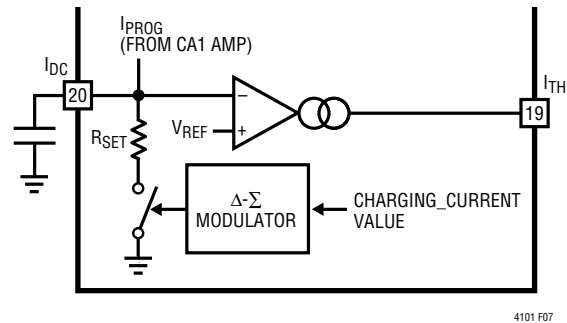 IPROG
(FROM CA1 AMP)
IDC
20
ITH
19
RSET
VREF
−
+
Δ-Σ
MODULATOR
CHARGING_CURRENT
VALUE
4101 F07